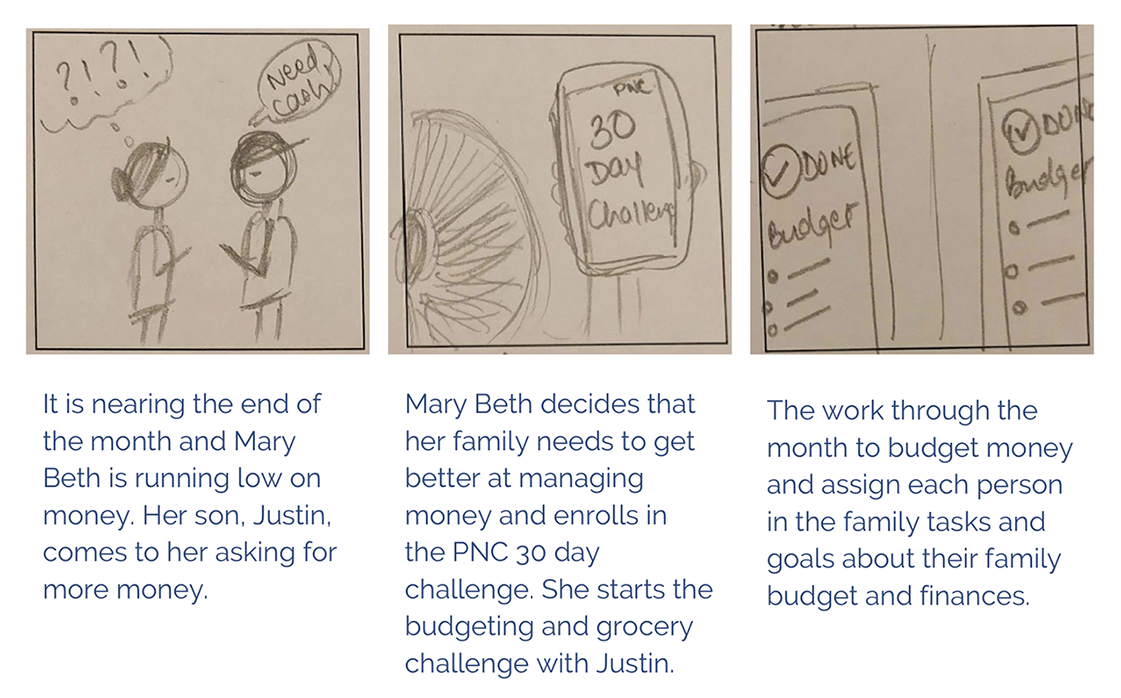 ?!?!
Need
cash
PNC
30
Day
Challeng
DONE
Budget
DONE
Budget
It is nearing the end of
the month and Mary
Beth is running low on
money. Her son, Justin,
comes to her asking for
more money.
Mary Beth decides that
her family needs to get
better at managing
money and enrolls in
the PNC 30 day
challenge. She starts the
budgeting and grocery
challenge with Justin.
The work through the
month to budget money
and assign each person
in the family tasks and
goals about their family
budget and finances.